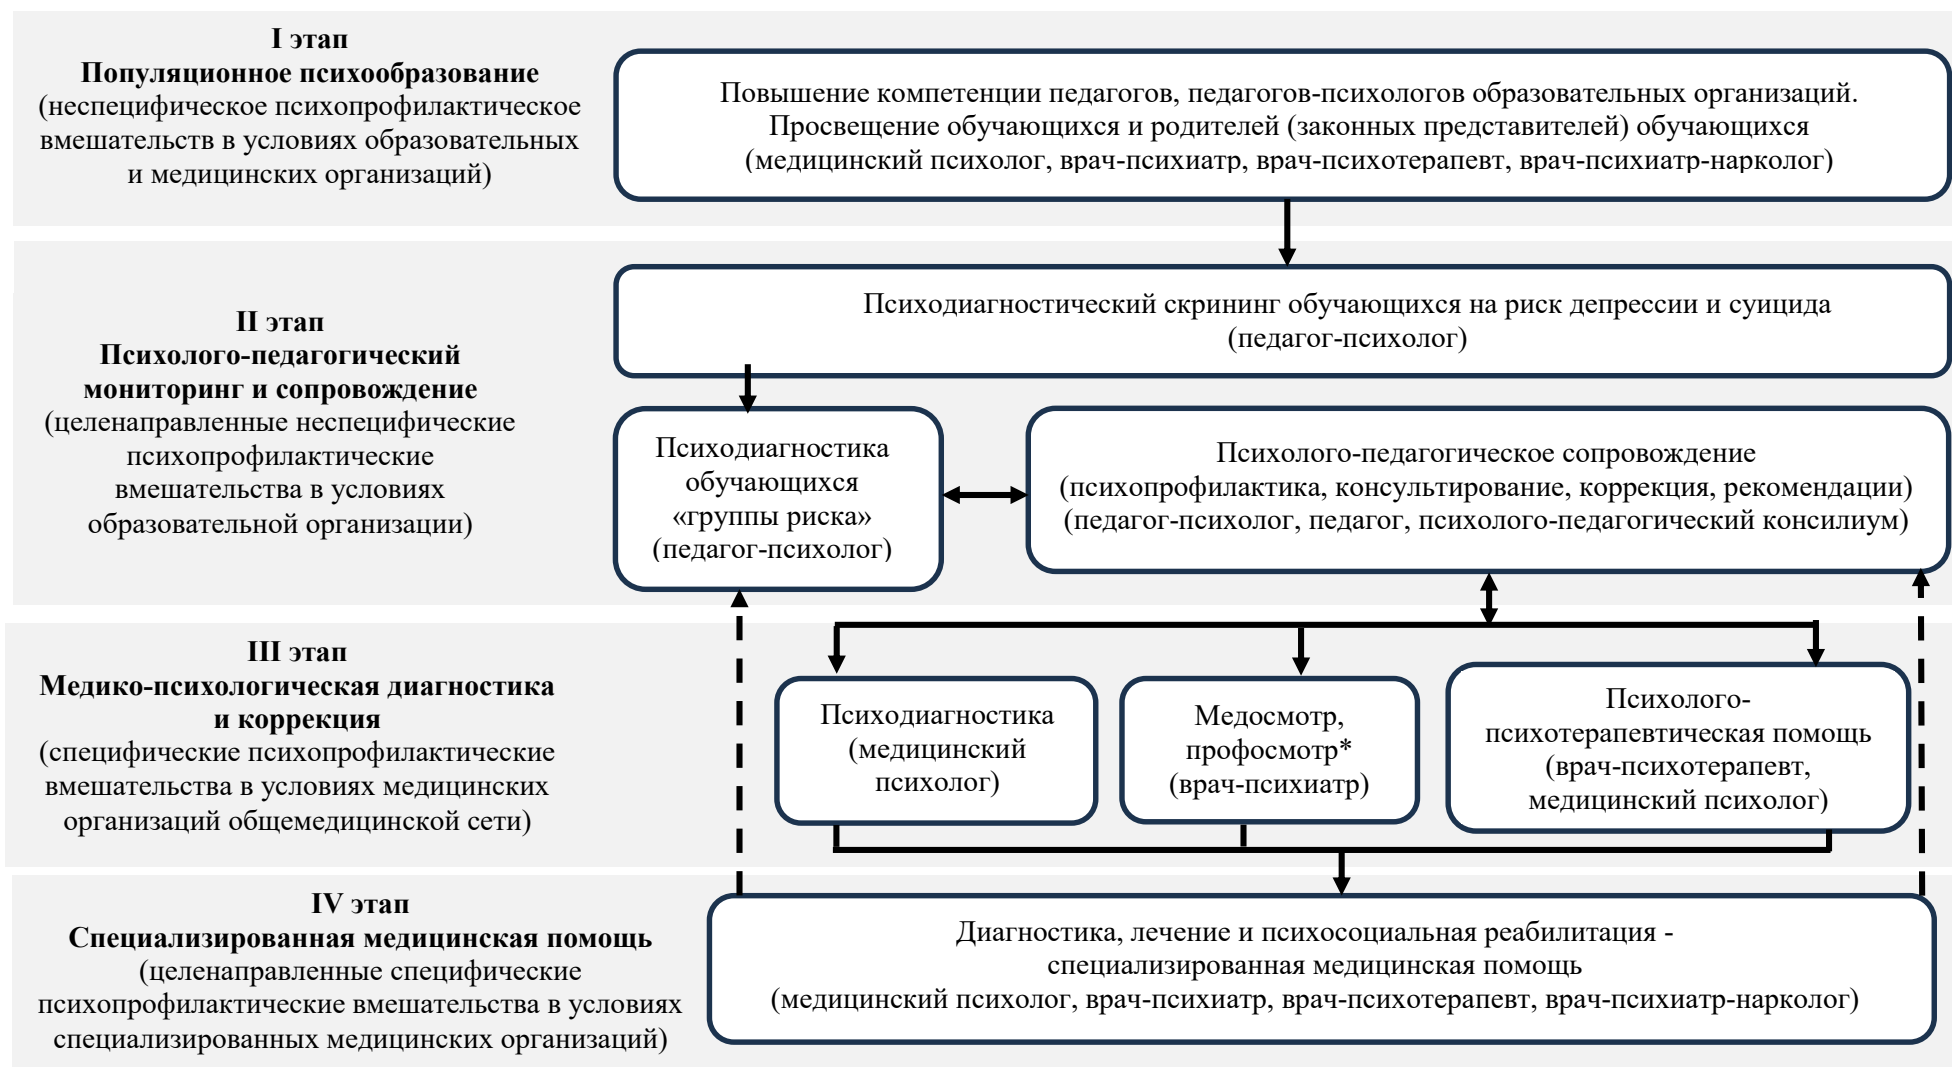 I этап
Популяционное психообразование
(неспецифическое психопрофилактическое
вмешательств в условиях образовательных
и медицинских организаций)
Повышение компетенции педагогов, педагогов-психологов образовательных организаций.
Просвещение обучающихся и родителей (законных представителей) обучающихся
(медицинский психолог, врач-психиатр, врач-психотерапевт, врач-психиатр-нарколог)
II этап
Психолого-педагогический
мониторинг и сопровождение
(целенаправленные неспецифические
психопрофилактические
вмешательства в условиях
образовательной организации)
Психодиагностический скрининг обучающихся на риск депрессии и суицида
(педагог-психолог)
Психодиагностика
обучающихся
«группы риска»
(педагог-психолог)
Психолого-педагогическое сопровождение
(психопрофилактика, консультирование, коррекция, рекомендации)
(педагог-психолог, педагог, психолого-педагогический консилиум)
III этап
Медико-психологическая диагностика
и коррекция
(специфические психопрофилактические
вмешательства в условиях медицинских
организаций общемедицинской сети)
Психодиагностика
(медицинский
психолог)
Медосмотр,
профосмотр*
(врач-психиатр)
Психолого-
психотерапевтическая помощь
(врач-психотерапевт,
медицинский психолог)
IV этап
Специализированная медицинская помощь
(целенаправленные специфические
психопрофилактические вмешательства в условиях
специализированных медицинских организаций)
Диагностика, лечение и психосоциальная реабилитация -
специализированная медицинская помощь
(медицинский психолог, врач-психиатр, врач-психотерапевт, врач-психиатр-нарколог)